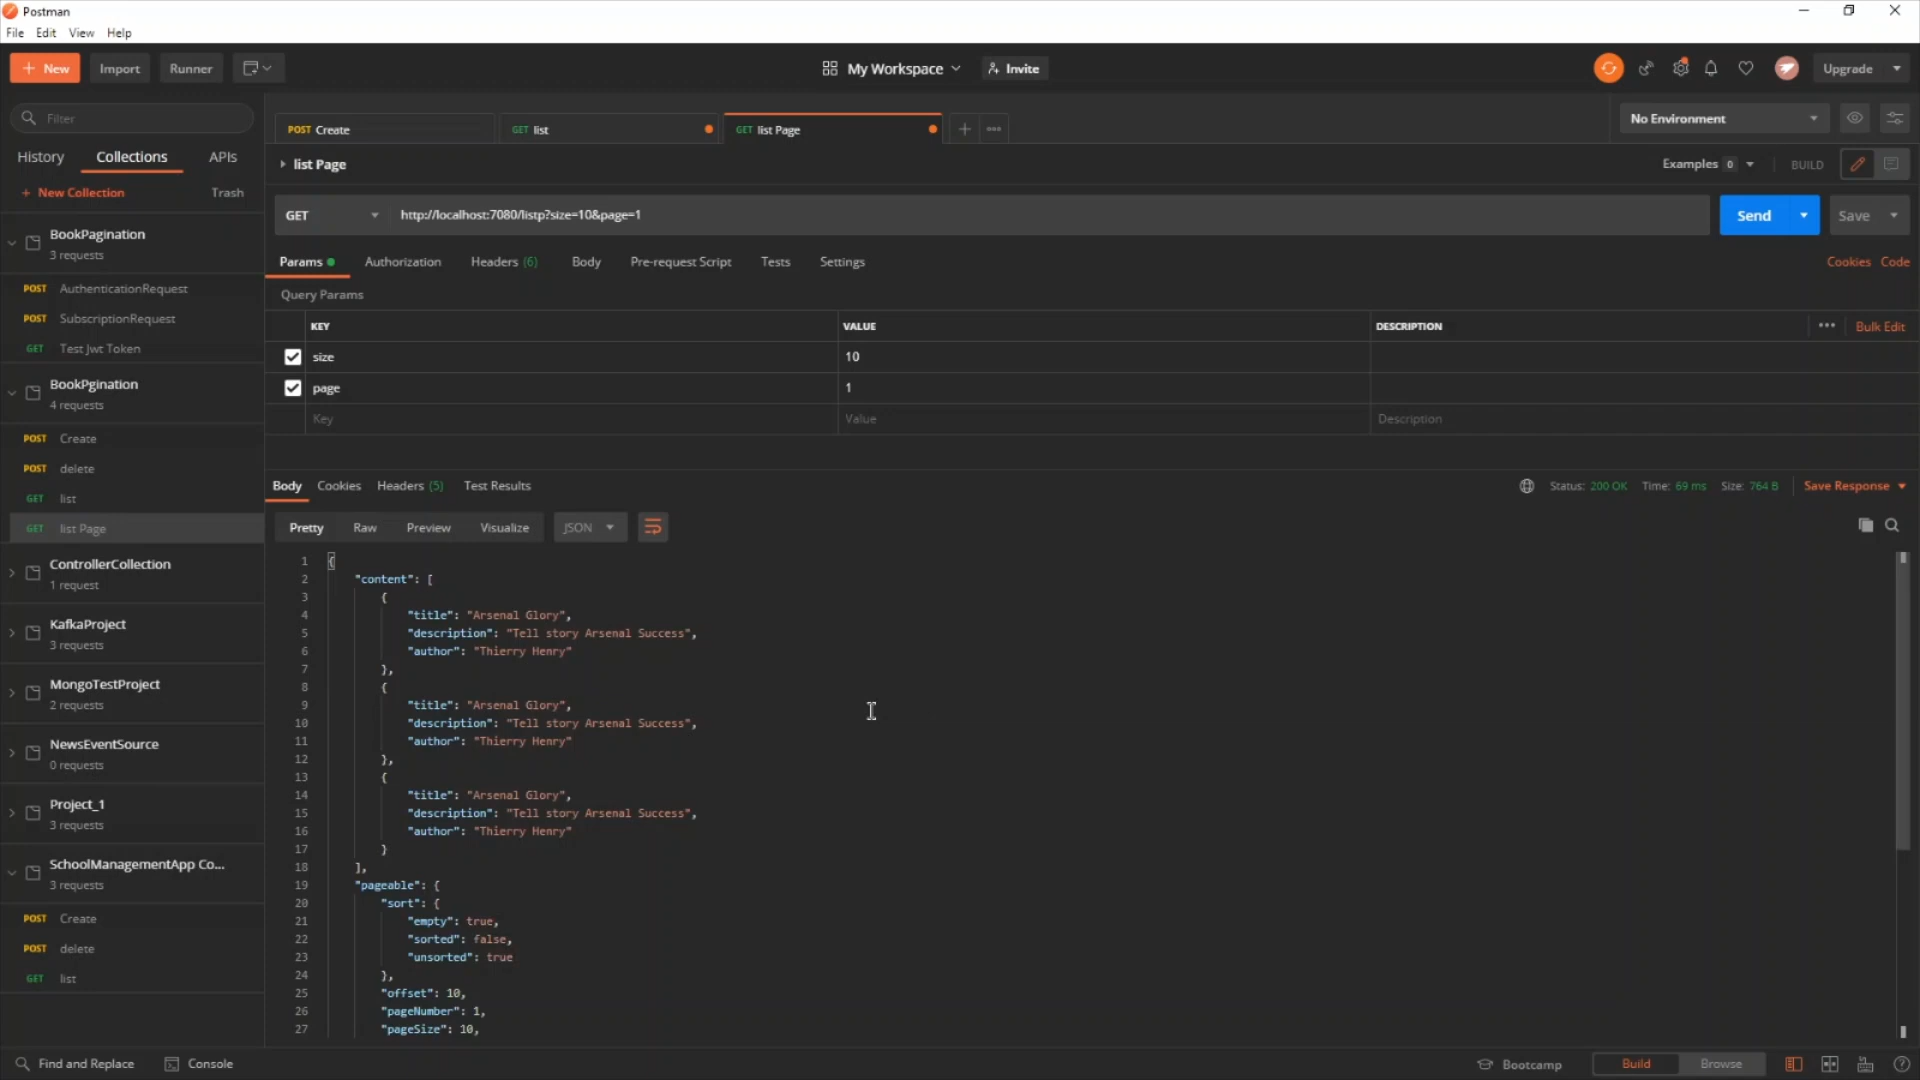 Postman
File Edit View Help
+ New Import Runner My Workspace Invite Upgrade
Filter
History Collections APIs
+ New Collection Trash
BookPagination
3 requests
POST AuthenticationRequest
POST SubscriptionRequest
GET Test Jwt Token
BookPgination
4 requests
POST Create
POST delete
GET list
GET list Page
ControllerCollection
1 request
KafkaProject
3 requests
MongoTestProject
2 requests
NewsEventSource
0 requests
Project_1
3 requests
SchoolManagementApp Co...
3 requests
POST Create
POST delete
GET list
POST Create GET list GET list Page + ••• No Environment
list Page Examples 0 BUILD
GET http://localhost:7080/listp?size=10&page=1 Send Save
Params Authorization Headers (6) Body Pre-request Script Tests Settings Cookies Code
Query Params
KEY VALUE DESCRIPTION ••• Bulk Edit
size 10
page 1
Key Value Description
Body Cookies Headers (5) Test Results Status: 200 OK Time: 69 ms Size: 764 B Save Response
Pretty Raw Preview Visualize JSON
1 {
2 "content": [
3 {
4 "title": "Arsenal Glory",
5 "description": "Tell story Arsenal Success",
6 "author": "Thierry Henry"
7 },
8 {
9 "title": "Arsenal Glory",
10 "description": "Tell story Arsenal Success",
11 "author": "Thierry Henry"
12 },
13 {
14 "title": "Arsenal Glory",
15 "description": "Tell story Arsenal Success",
16 "author": "Thierry Henry"
17 }
18 ],
19 "pageable": {
20 "sort": {
21 "empty": true,
22 "sorted": false,
23 "unsorted": true
24 },
25 "offset": 10,
26 "pageNumber": 1,
27 "pageSize": 10,
Find and Replace Console Bootcamp Build Browse